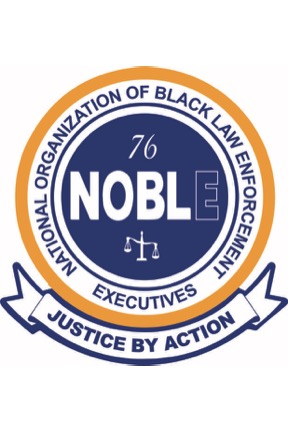 NATIONAL ORGANIZATION OF BLACK LAW ENFORCEMENT
76
NOBLE
EXECUTIVES
JUSTICE BY ACTION